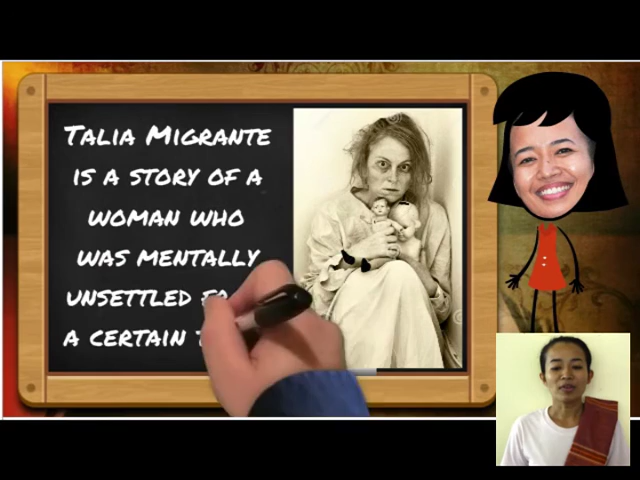 Talia Migrante
is a story of a
woman who
was mentally
unsettled
a certain